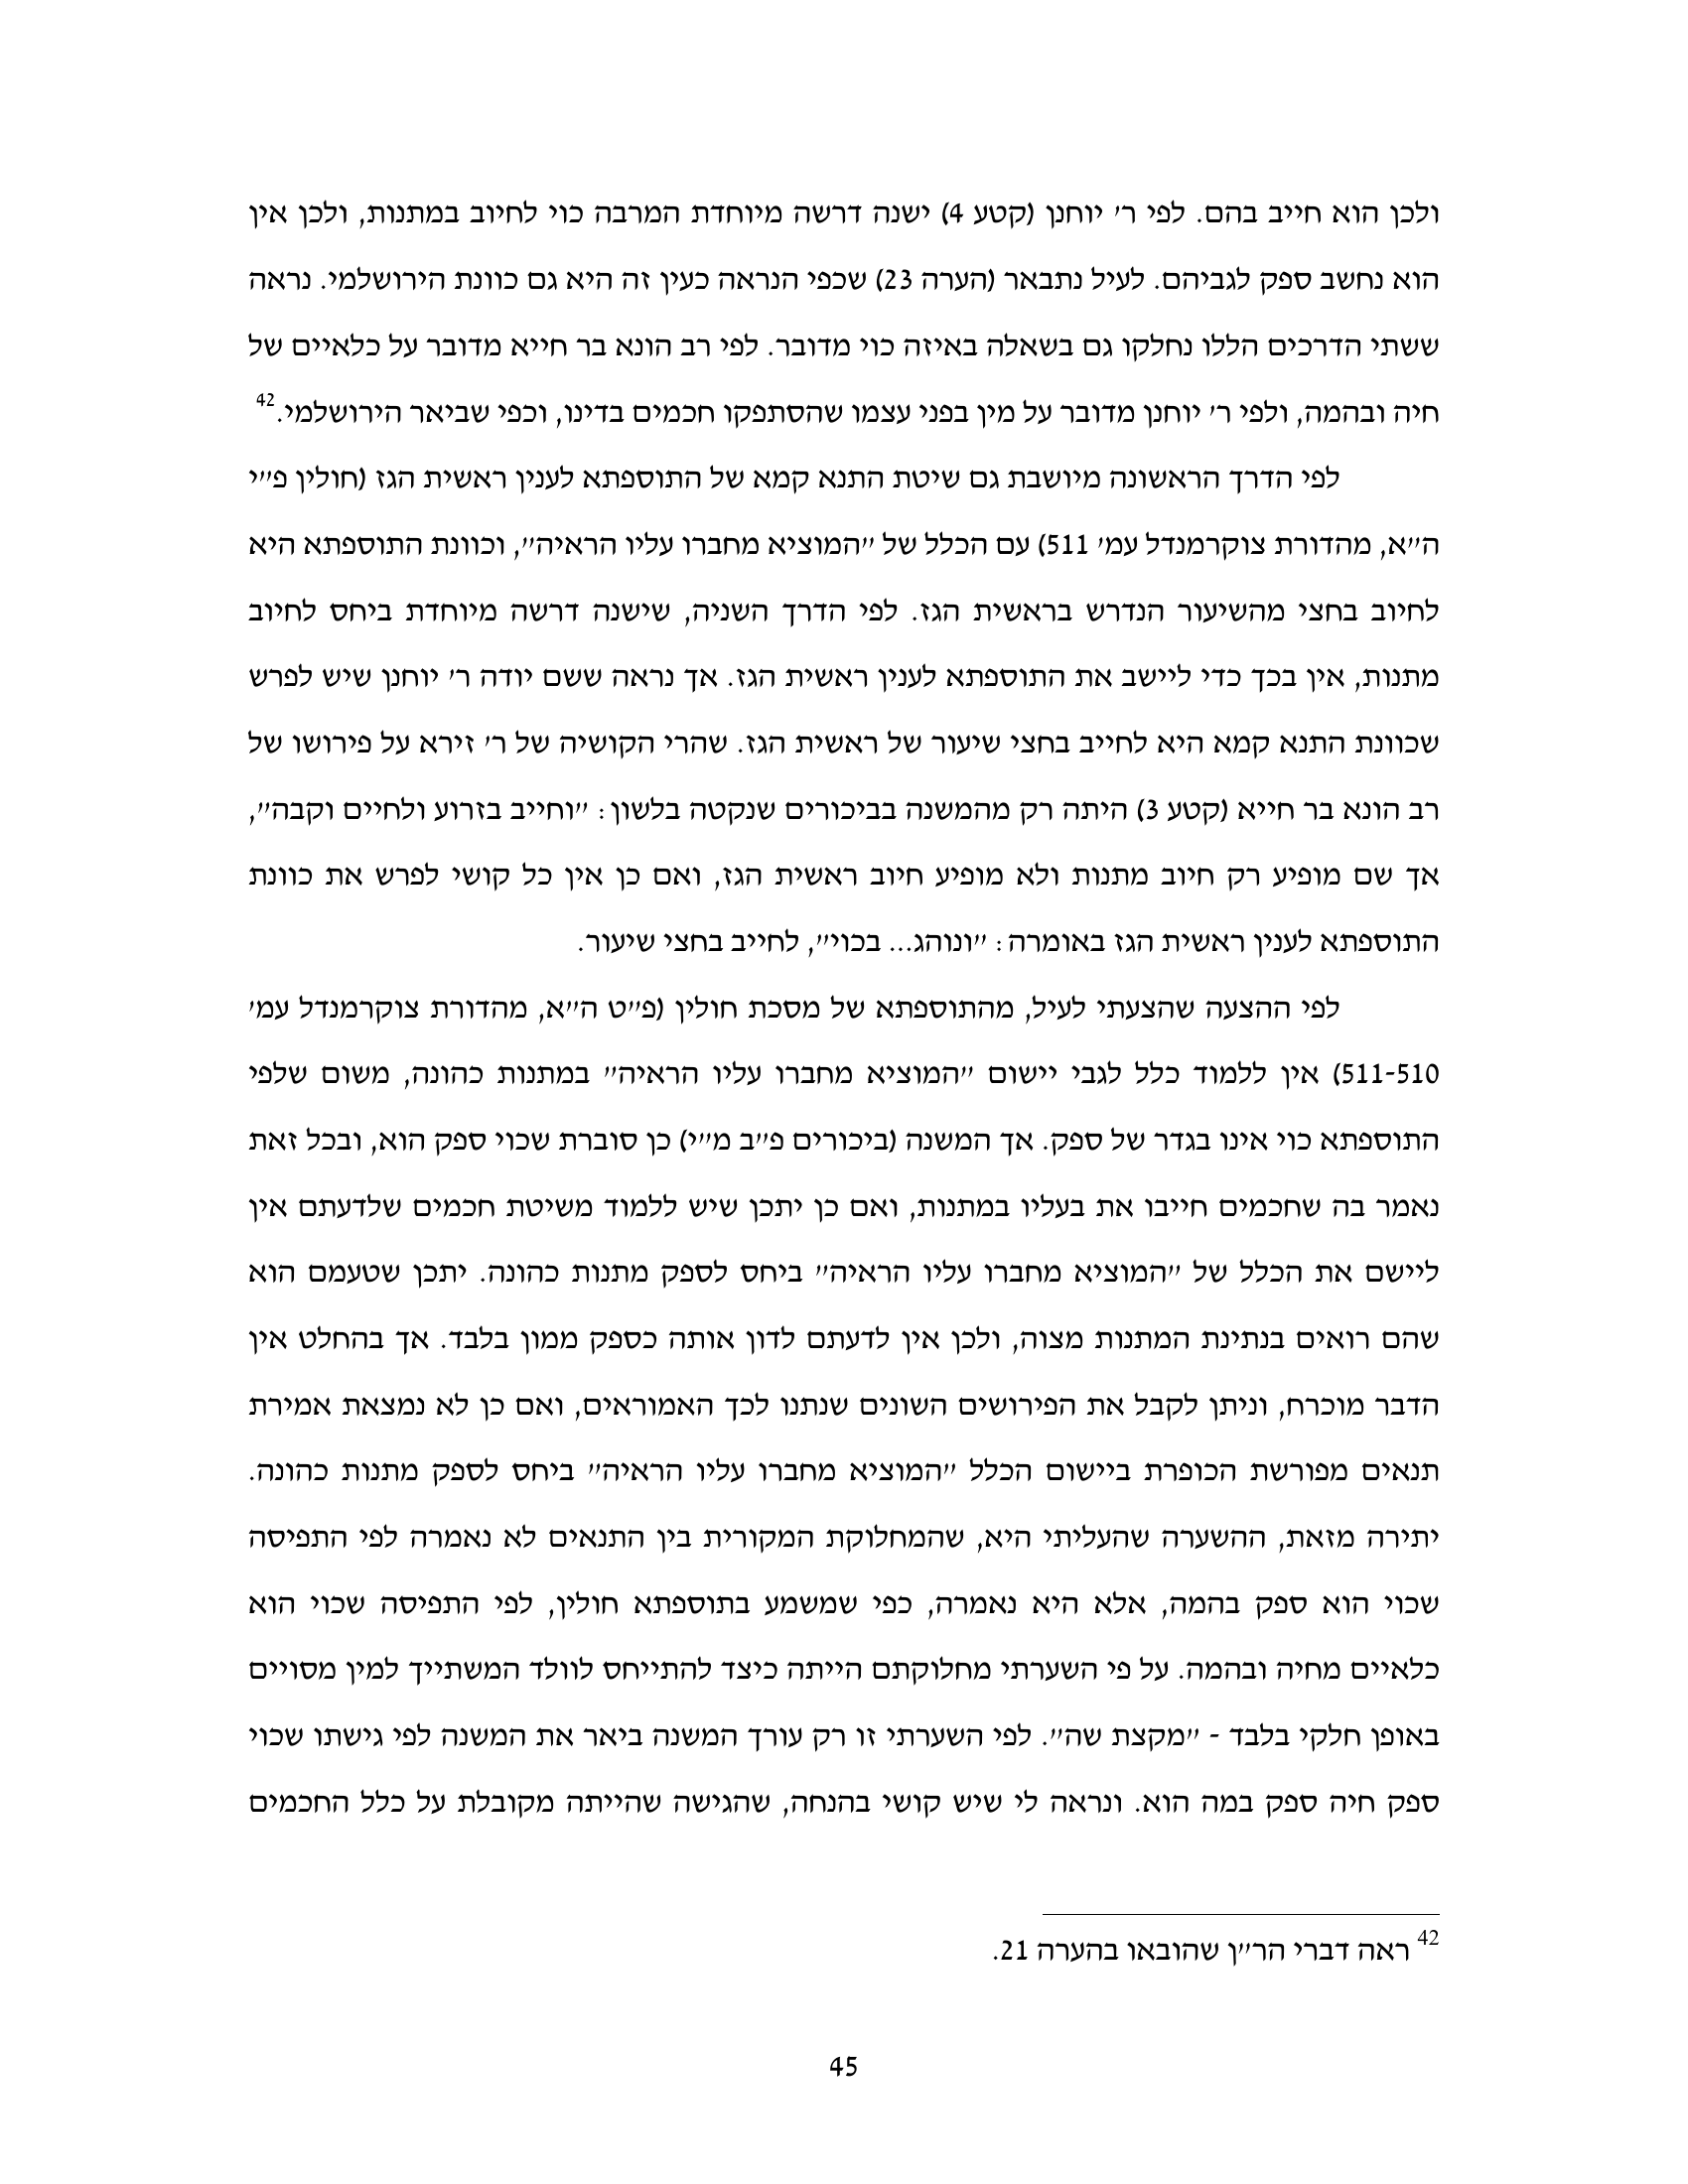 ולכן הוא חייב בהם. לפי ר׳ יוחנן (קטע 4) ישנה דרשה מיוחדת המרבה כוי לחיוב במתנות, ולכן אין
הוא נחשב ספק לגביהם. לעיל נתבאר (הערה 23) שכפי הנראה כעין זה היא גם כוונת הירושלמי. נראה
ששתי הדרכים הללו נחלקו גם בשאלה באיזה כוי מדובר. לפי רב הונא בר חייא מדובר על כלאיים של
חיה ובהמה, ולפי ר׳ יוחנן מדובר על מין בפני עצמו שהסתפקו חכמים בדינו, וכפי שביאר הירושלמי.42
לפי הדרך הראשונה מיושבת גם שיטת התנא קמא של התוספתא לענין ראשית הגז (חולין פ״י
ה״א, מהדורת צוקרמנדל עמ׳ 511) עם הכלל של ״המוציא מחברו עליו הראיה״, וכוונת התוספתא היא
לחיוב בחצי מהשיעור הנדרש בראשית הגז. לפי הדרך השניה, שישנה דרשה מיוחדת ביחס לחיוב
מתנות, אין בכך כדי ליישב את התוספתא לענין ראשית הגז. אך נראה ששם יודה ר׳ יוחנן שיש לפרש
שכוונת התנא קמא היא לחייב בחצי שיעור של ראשית הגז. שהרי הקושיה של ר׳ זירא על פירושו של
רב הונא בר חייא (קטע 3) היתה רק מהמשנה בביכורים שנקטה בלשון: ״וחייב בזרוע ולחיים וקבה״,
אך שם מופיע רק חיוב מתנות ולא מופיע חיוב ראשית הגז, ואם כן אין כל קושי לפרש את כוונת
התוספתא לענין ראשית הגז באומרה: ״ונוהג... בכוי״, לחייב בחצי שיעור.
לפי ההצעה שהצעתי לעיל, מהתוספתא של מסכת חולין (פ״ט ה״א, מהדורת צוקרמנדל עמ׳
511-510) אין ללמוד כלל לגבי יישום ״המוציא מחברו עליו הראיה״ במתנות כהונה, משום שלפי
התוספתא כוי אינו בגדר של ספק. אך המשנה (ביכורים פ״ב מ״י) כן סוברת שכוי ספק הוא, ובכל זאת
נאמר בה שחכמים חייבו את בעליו במתנות, ואם כן יתכן שיש ללמוד משיטת חכמים שלדעתם אין
ליישם את הכלל של ״המוציא מחברו עליו הראיה״ ביחס לספק מתנות כהונה. יתכן שטעמם הוא
שהם רואים בנתינת המתנות מצוה, ולכן אין לדעתם לדון אותה כספק ממון בלבד. אך בהחלט אין
הדבר מוכרח, וניתן לקבל את הפירושים השונים שנתנו לכך האמוראים, ואם כן לא נמצאת אמירת
תנאים מפורשת הכופרת ביישום הכלל ״המוציא מחברו עליו הראיה״ ביחס לספק מתנות כהונה.
יתירה מזאת, ההשערה שהעליתי היא, שהמחלוקת המקורית בין התנאים לא נאמרה לפי התפיסה
שכוי הוא ספק בהמה, אלא היא נאמרה, כפי שמשמע בתוספתא חולין, לפי התפיסה שכוי הוא
כלאיים מחיה ובהמה. על פי השערתי מחלוקתם הייתה כיצד להתייחס לוולד המשתייך למין מסויים
באופן חלקי בלבד - ״מקצת שה״. לפי השערתי זו רק עורך המשנה ביאר את המשנה לפי גישתו שכוי
ספק חיה ספק במה הוא. ונראה לי שיש קושי בהנחה, שהגישה שהייתה מקובלת על כלל החכמים
42 ראה דברי הר״ן שהובאו בהערה 21.
45